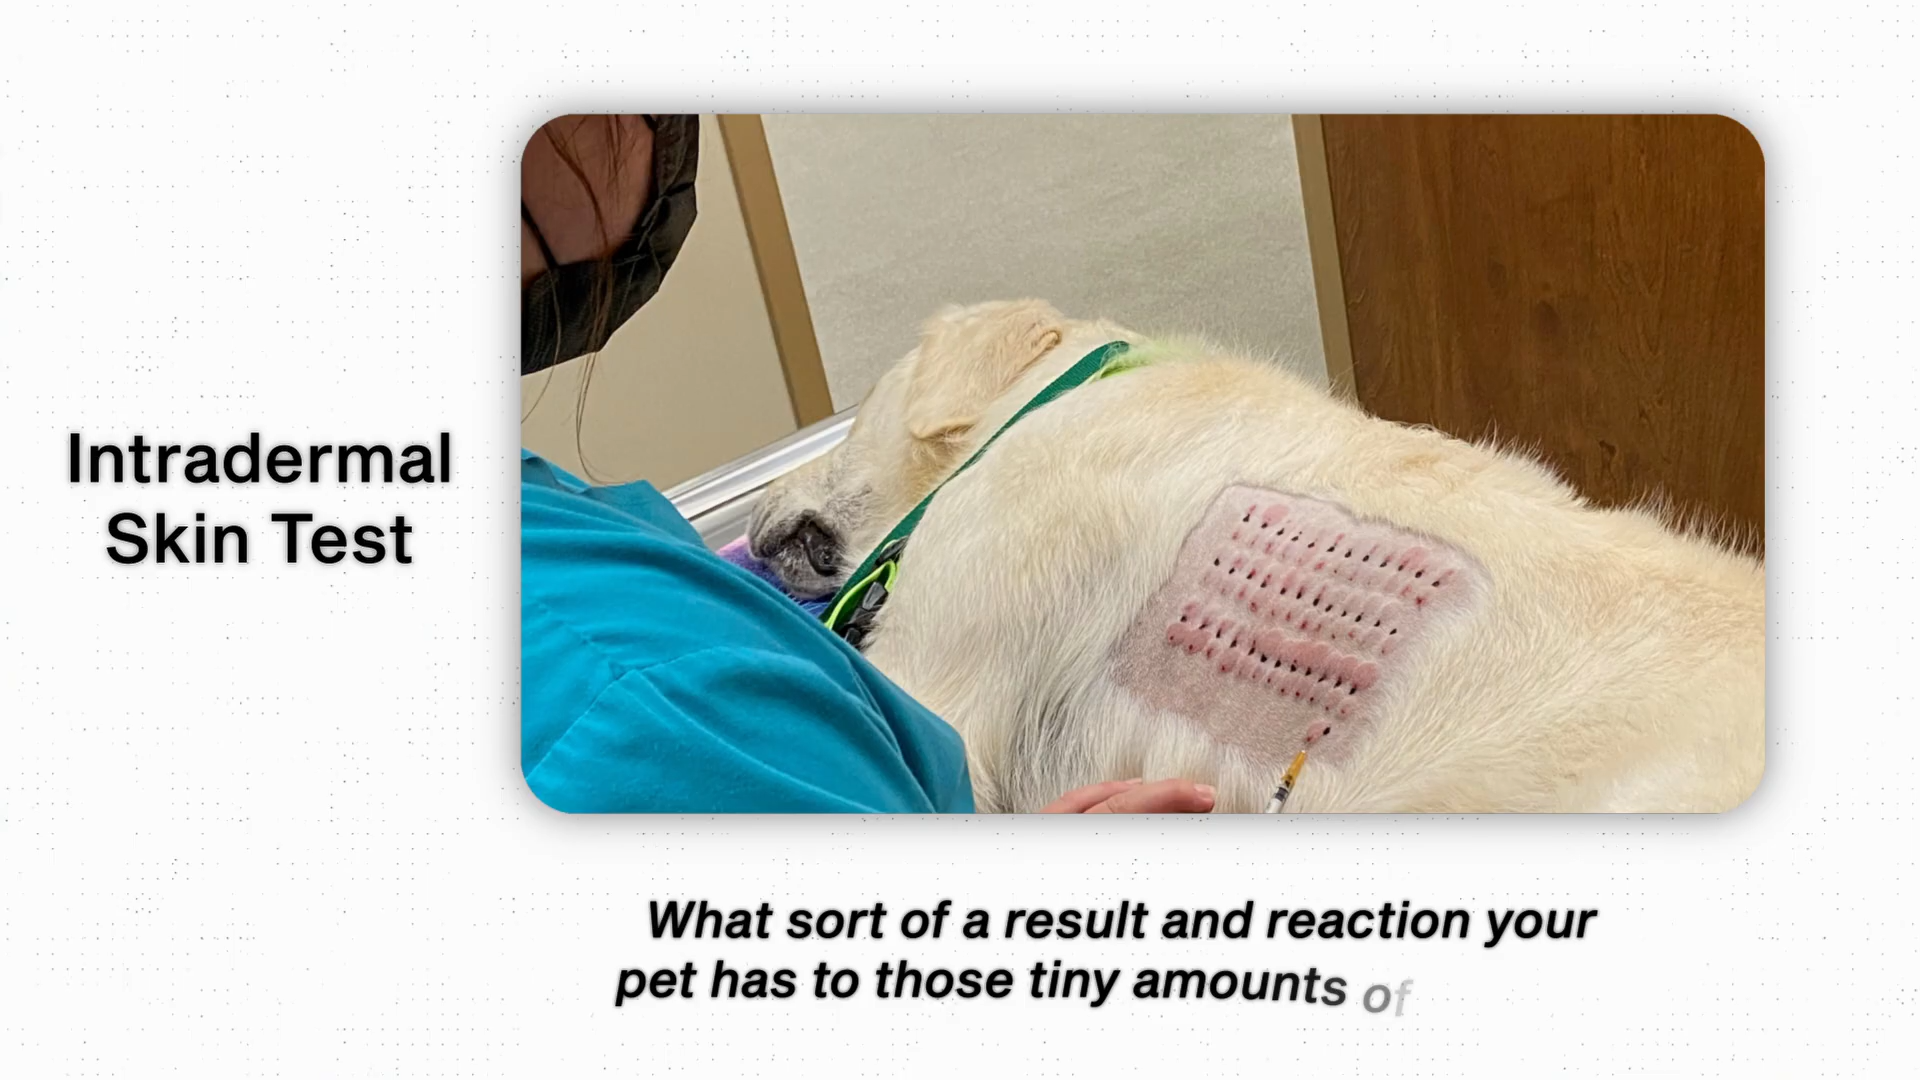 Intradermal
Skin Test
What sort of a result and reaction your
pet has to those tiny amounts of